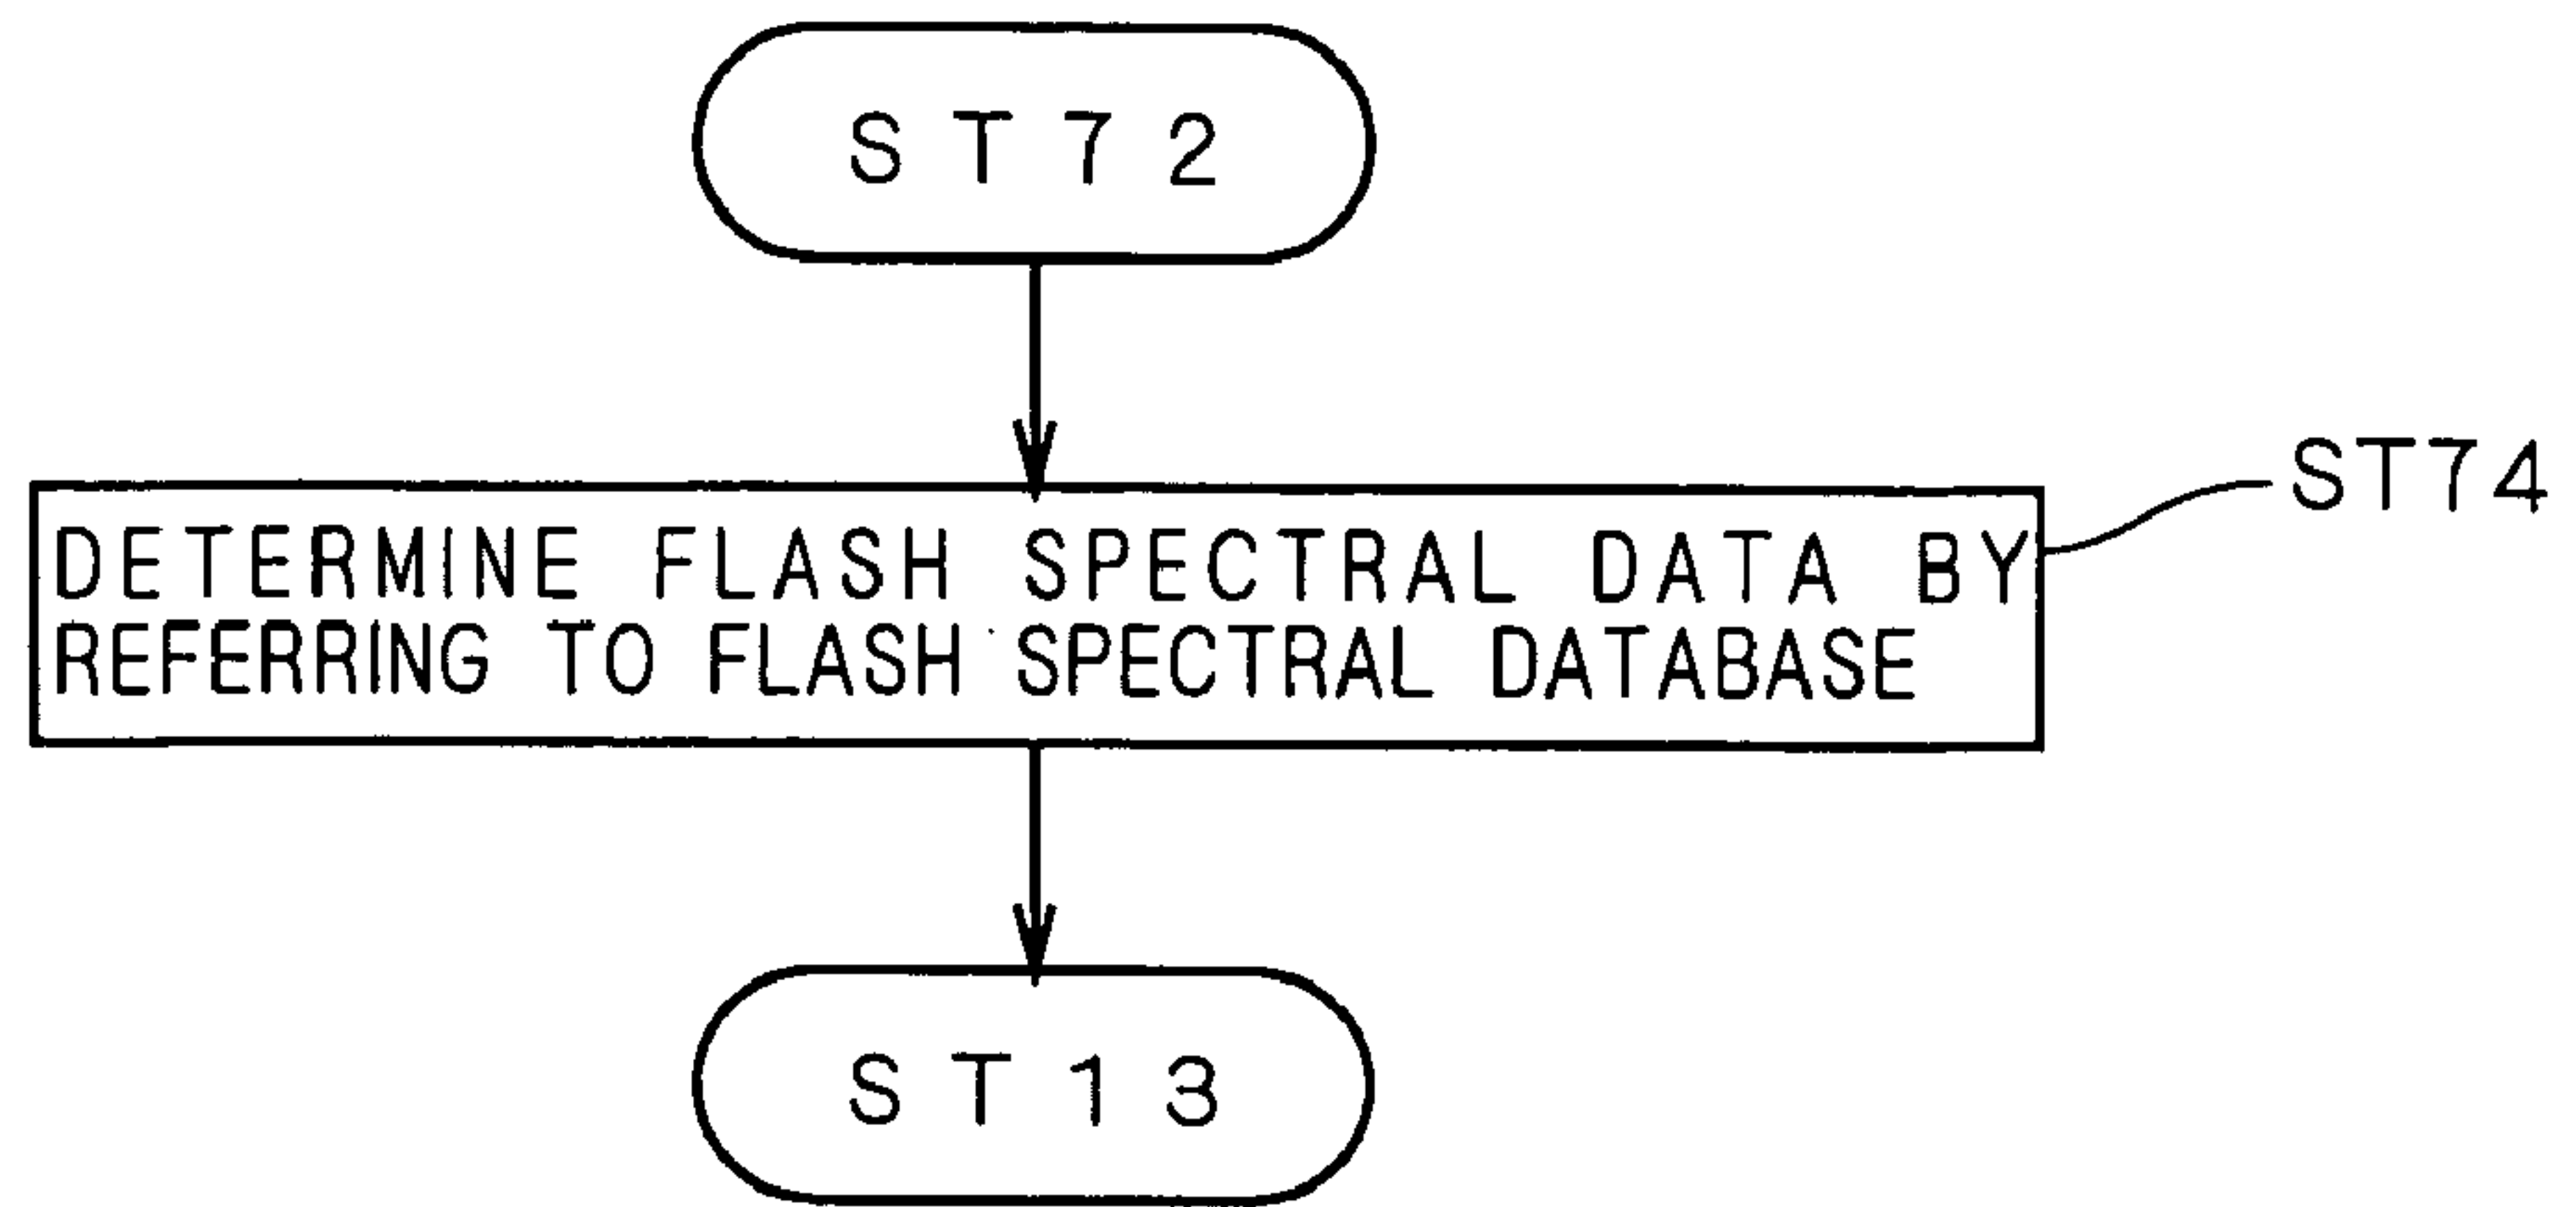 ST72
ST74
DETERMINE FLASH SPECTRAL DATA BY
REFERRING TO FLASH SPECTRAL DATABASE
ST13